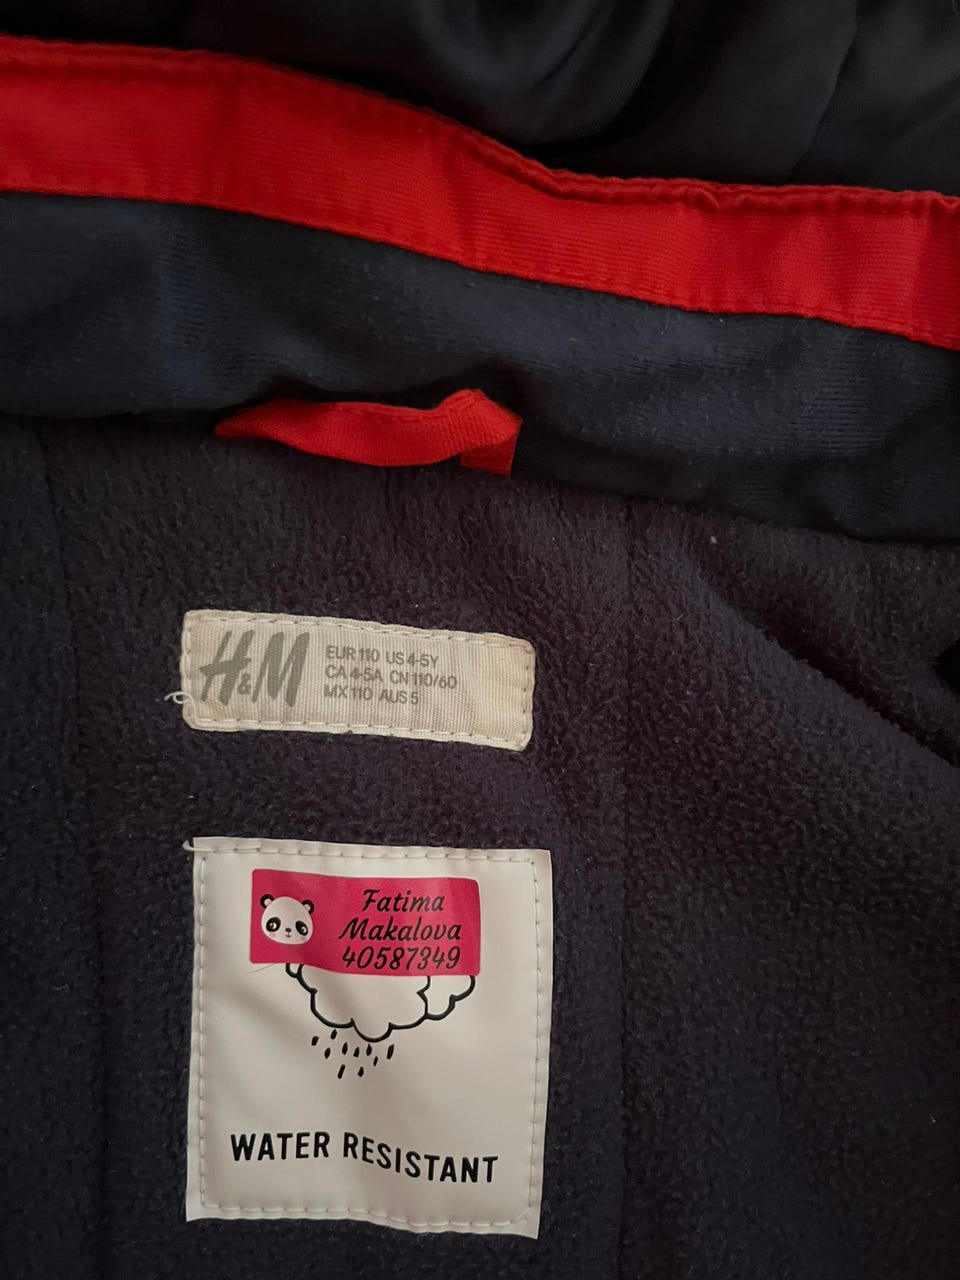 H&M
EUR 110 US 4-5Y
CA 4-5A CN 110/60
MX 110 AUS 5
Fatima
Makalova
40587349
WATER RESISTANT